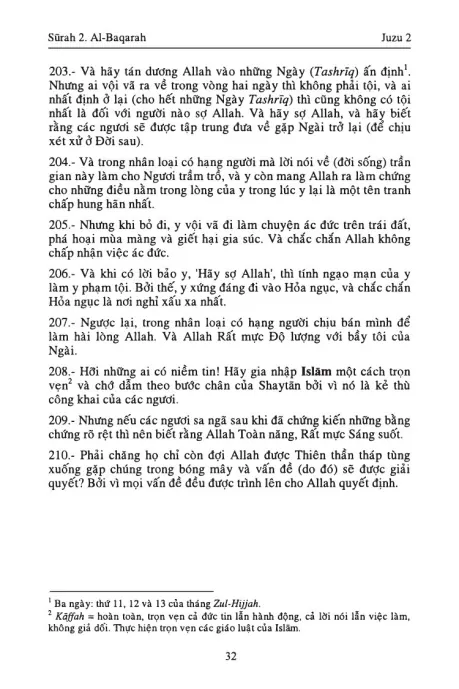 Sūrah 2. Al-Baqarah Juzu 2
203.- Và hãy tán dương Allah vào những Ngày (Tashrīq) ấn định¹.
Nhưng ai vội vã ra về trong vòng hai ngày thì không phải tội, và ai
nhất định ở lại (cho hết những Ngày Tashrīq) thì cũng không có tội
nhất là đối với người nào sợ Allah. Và hãy sợ Allah, và hãy biết
rằng các ngươi sẽ được tập trung đưa về gặp Ngài trở lại (để chịu
xét xử ở Đời sau).
204.- Và trong nhân loại có hạng người mà lời nói về (đời sống) trần
gian này làm cho Ngươi trầm trồ, và y còn mang Allah ra làm chứng
cho những điều nằm trong lòng của y trong lúc y lại là một tên tranh
chấp hung hãn nhất.
205.- Nhưng khi bỏ đi, y vội vã đi làm chuyện ác đức trên trái đất,
phá hoại mùa màng và giết hại gia súc. Và chắc chắn Allah không
chấp nhận việc ác đức.
206.- Và khi có lời bảo y, 'Hãy sợ Allah', thì tính ngạo mạn của y
làm y phạm tội. Bởi thế, y xứng đáng đi vào Hỏa ngục, và chắc chắn
Hỏa ngục là nơi nghỉ xấu xa nhất.
207.- Ngược lại, trong nhân loại có hạng người chịu bán mình để
làm hài lòng Allah. Và Allah Rất mực Độ lượng với bầy tôi của
Ngài.
208.- Hỡi những ai có niềm tin! Hãy gia nhập Islām một cách trọn
vẹn² và chớ dẫm theo bước chân của Shaytān bởi vì nó là kẻ thù
công khai của các ngươi.
209.- Nhưng nếu các ngươi sa ngã sau khi đã chứng kiến những bằng
chứng rõ rệt thì nên biết rằng Allah Toàn năng, Rất mực Sáng suốt.
210.- Phải chăng họ chỉ còn đợi Allah được Thiên thần tháp tùng
xuống gặp chúng trong bóng mây và vấn đề (do đó) sẽ được giải
quyết? Bởi vì mọi vấn đề đều được trình lên cho Allah quyết định.
¹ Ba ngày: thứ 11, 12 và 13 của tháng Zul-Hijjah.
² Kāffah = hoàn toàn, trọn vẹn cả đức tin lẫn hành động, cả lời nói lẫn việc làm,
không giả dối. Thực hiện trọn vẹn các giáo luật của Islām.
32